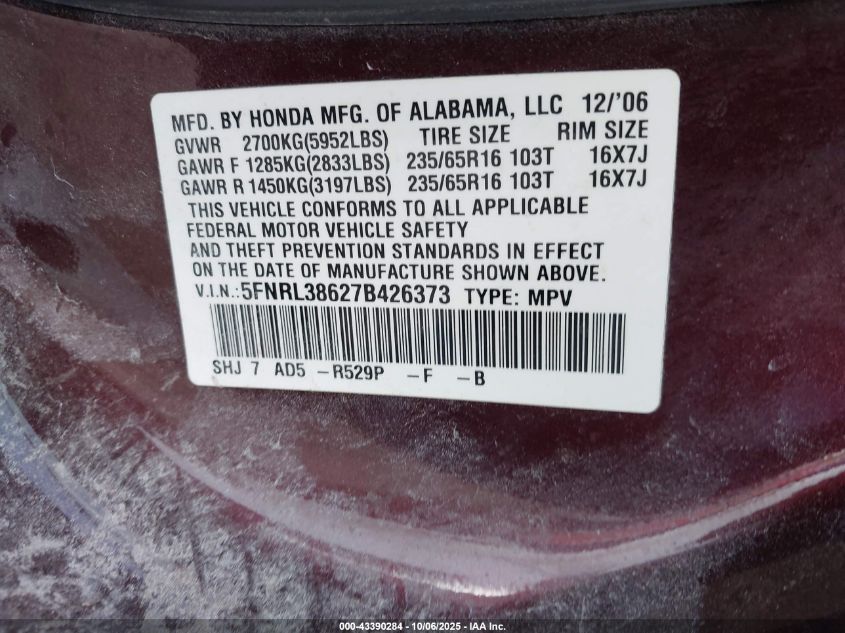 MFD. BY HONDA MFG. OF ALABAMA, LLC 12/'06
GVWR 2700KG(5952LBS) TIRE SIZE RIM SIZE
GAWR F 1285KG(2833LBS) 235/65R16 103T 16X7J
GAWR R 1450KG(3197LBS) 235/65R16 103T 16X7J
THIS VEHICLE CONFORMS TO ALL APPLICABLE
FEDERAL MOTOR VEHICLE SAFETY
AND THEFT PREVENTION STANDARDS IN EFFECT
ON THE DATE OF MANUFACTURE SHOWN ABOVE.
V.I.N.:5FNRL38627B426373 TYPE: MPV
SHJ 7 AD5 -R529P -F -B
000-43390284 - 10/06/2025 - IAA Inc.